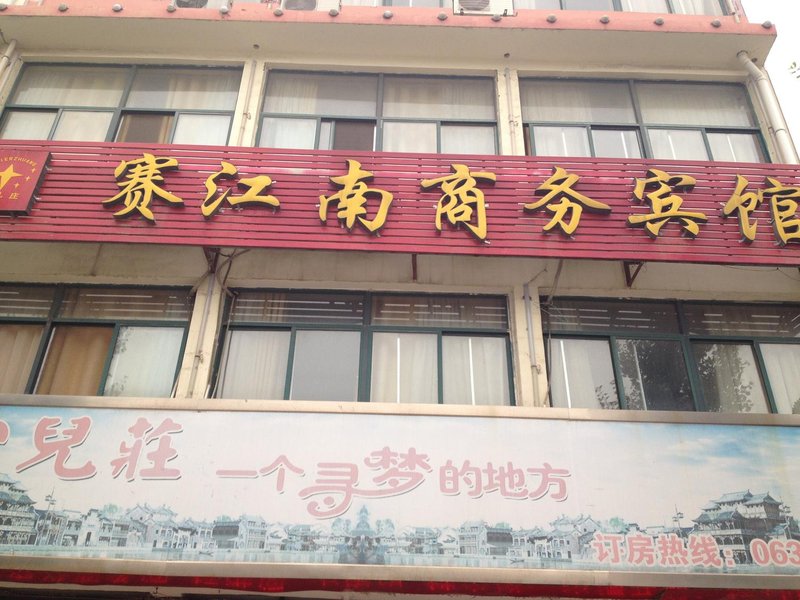 赛江南商务宾馆
兒莊 一个寻梦的地方
订房热线：063